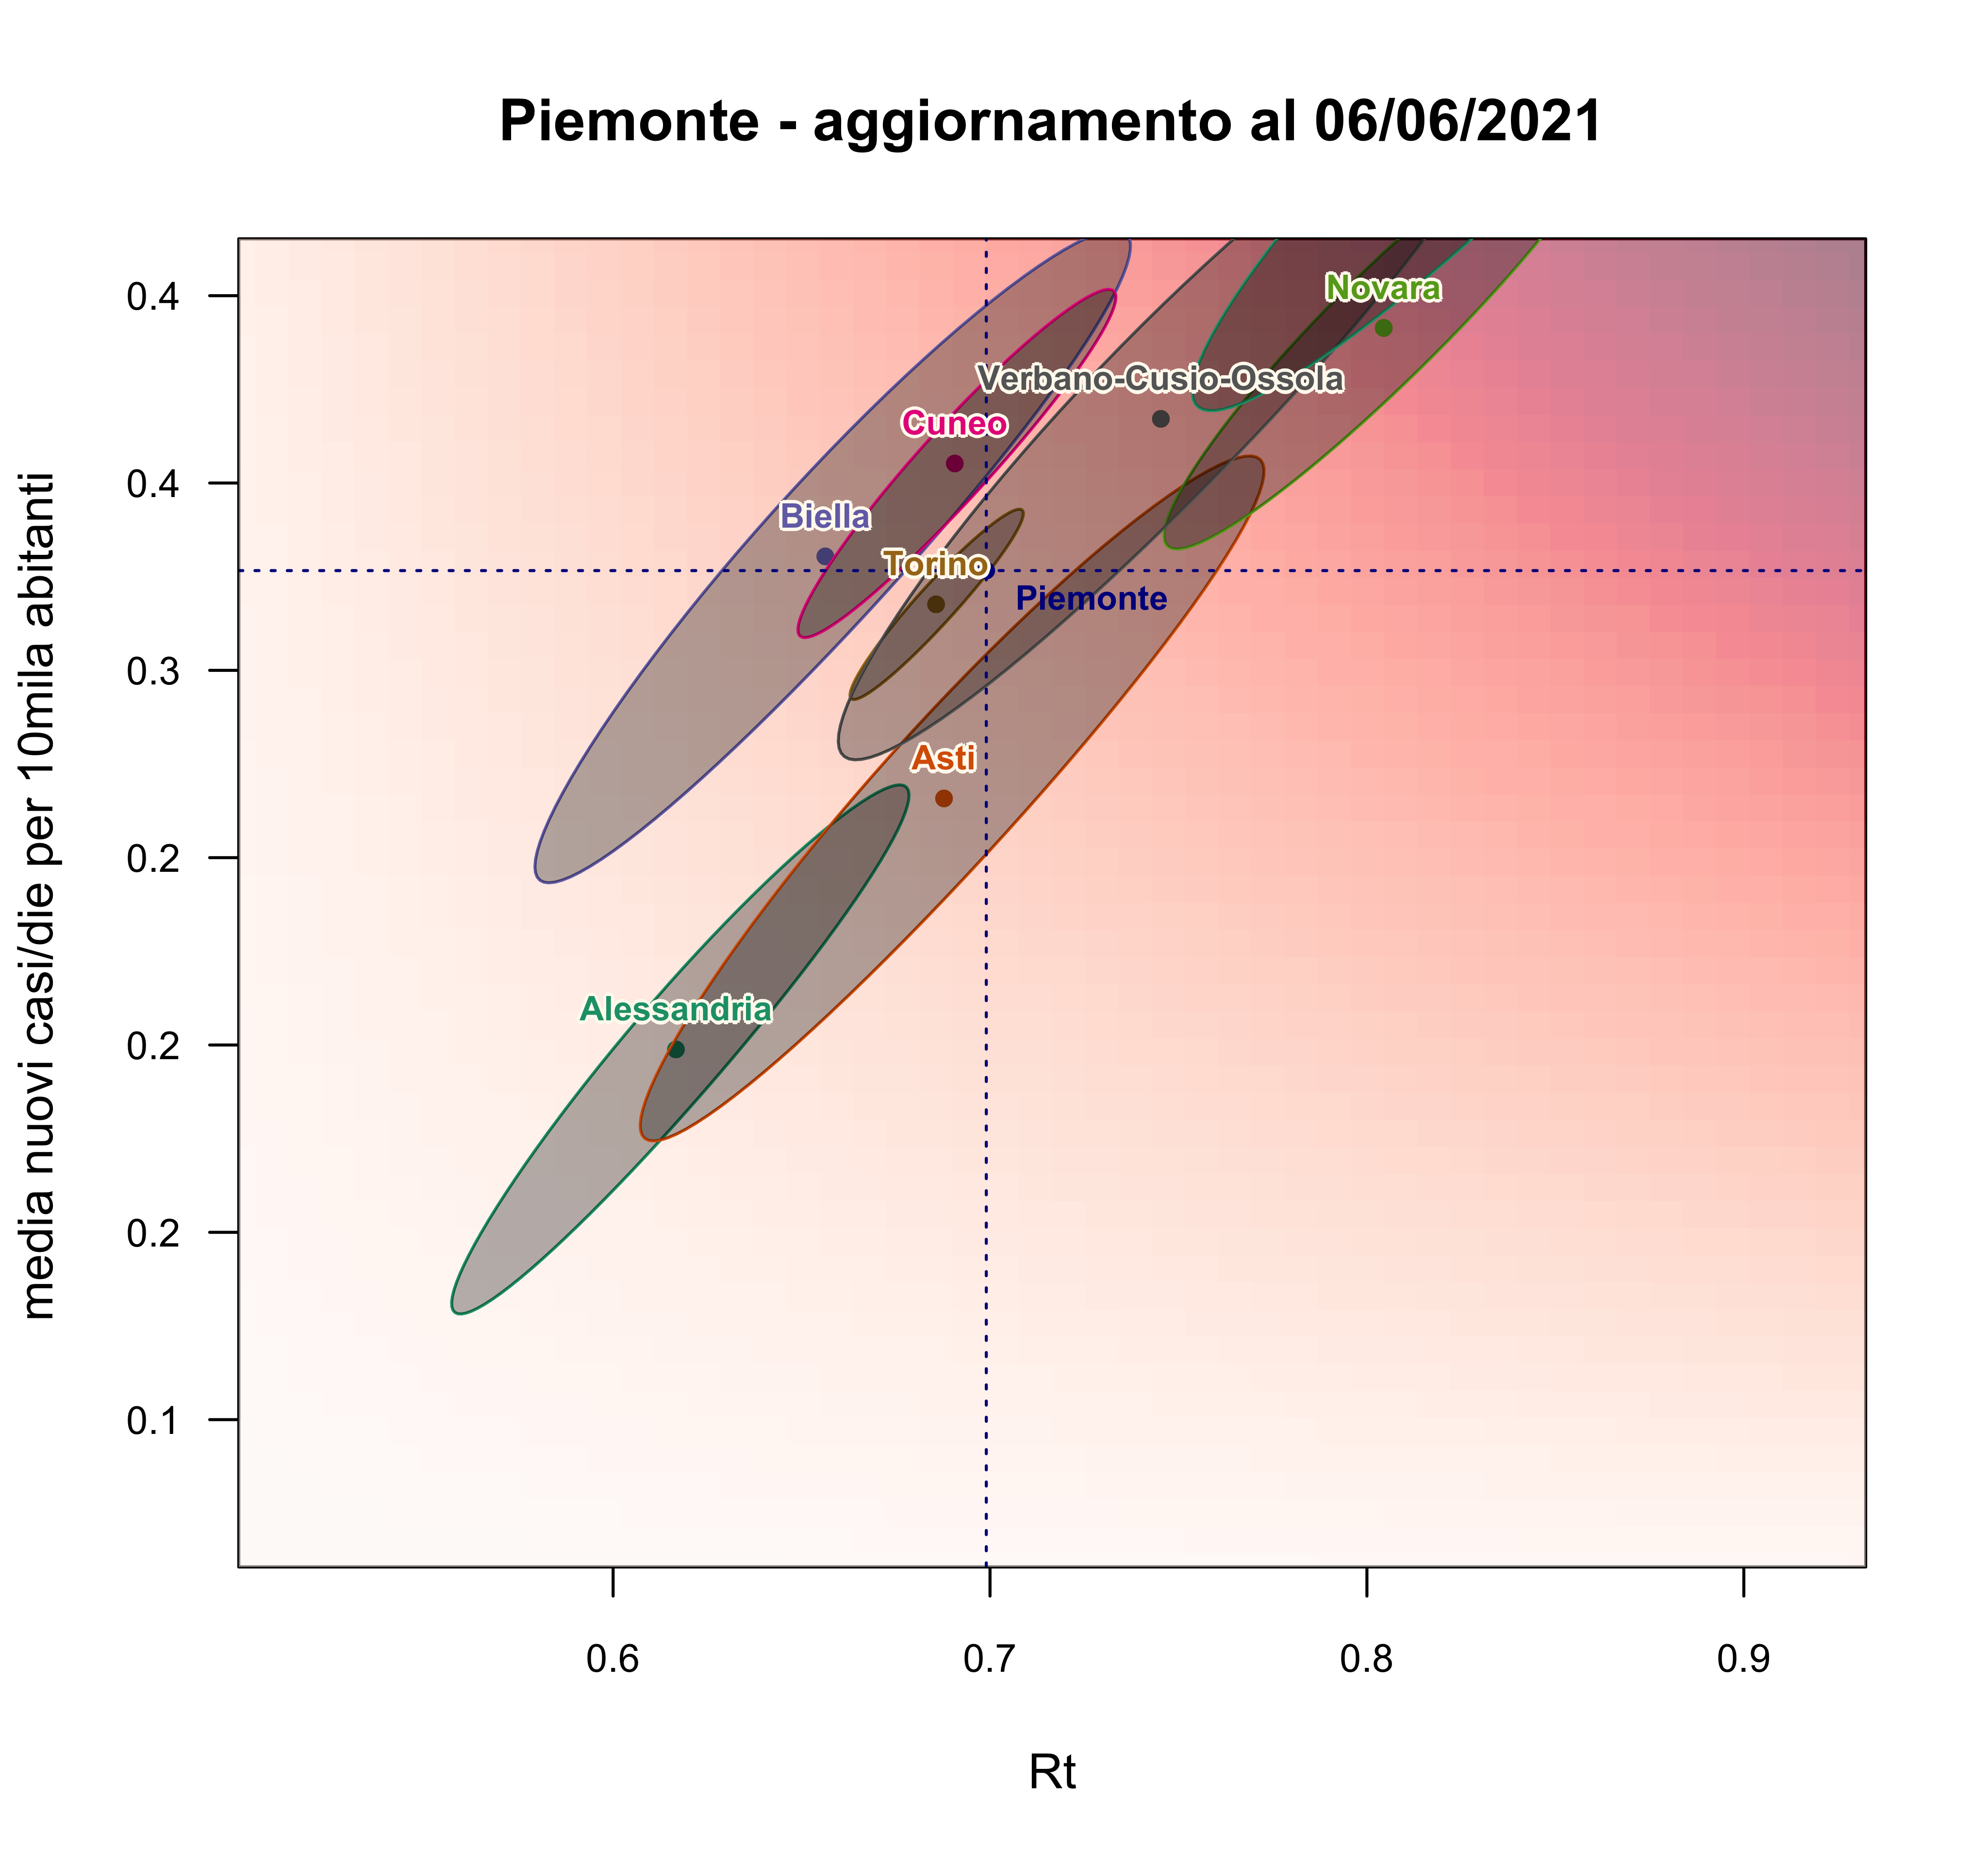 Piemonte - aggiornamento al 06/06/2021
media nuovi casi/die per 10mila abitanti
0.4
0.4
0.3
0.2
0.2
0.2
0.1
Novara
Verbano-Cusio-Ossola
Cuneo
Biella
Torino
Piemonte
Asti
Alessandria
0.6
0.7
0.8
0.9
Rt